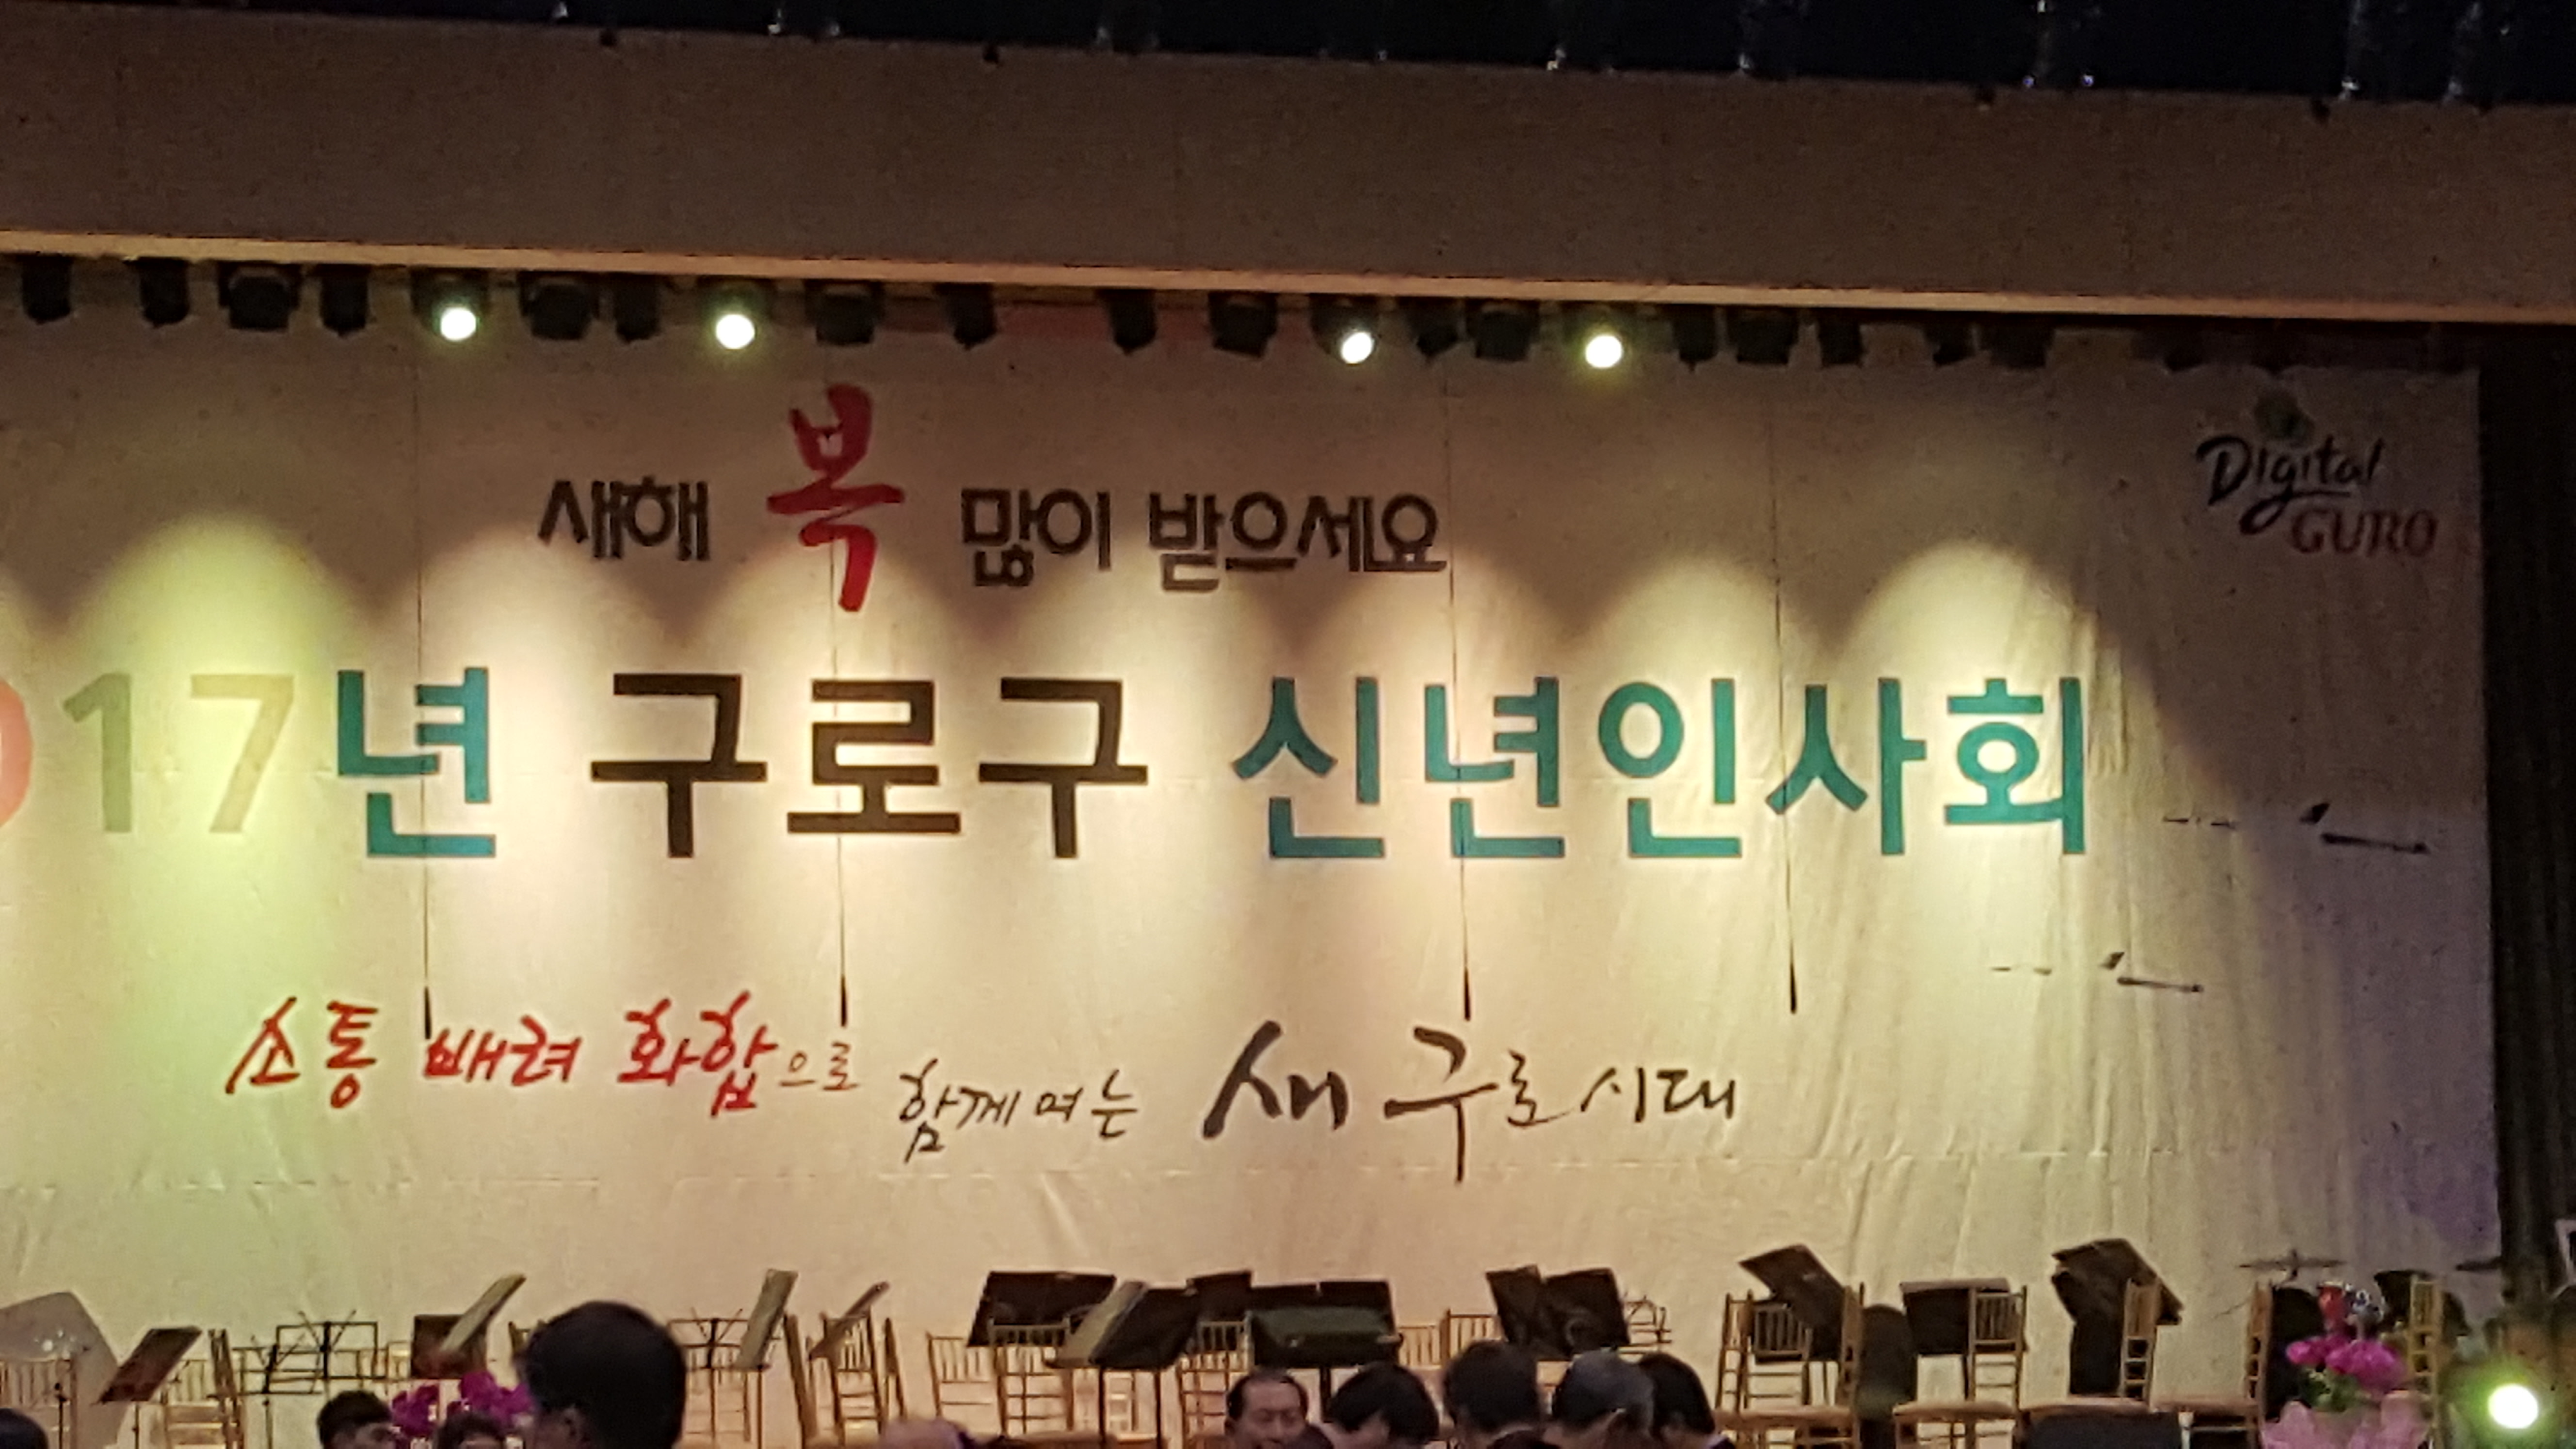 새해 복 많이 받으세요
Digital
GURO
017년 구로구 신년인사회
소통 배려 화합으로
함께 여는 새 구로 시대